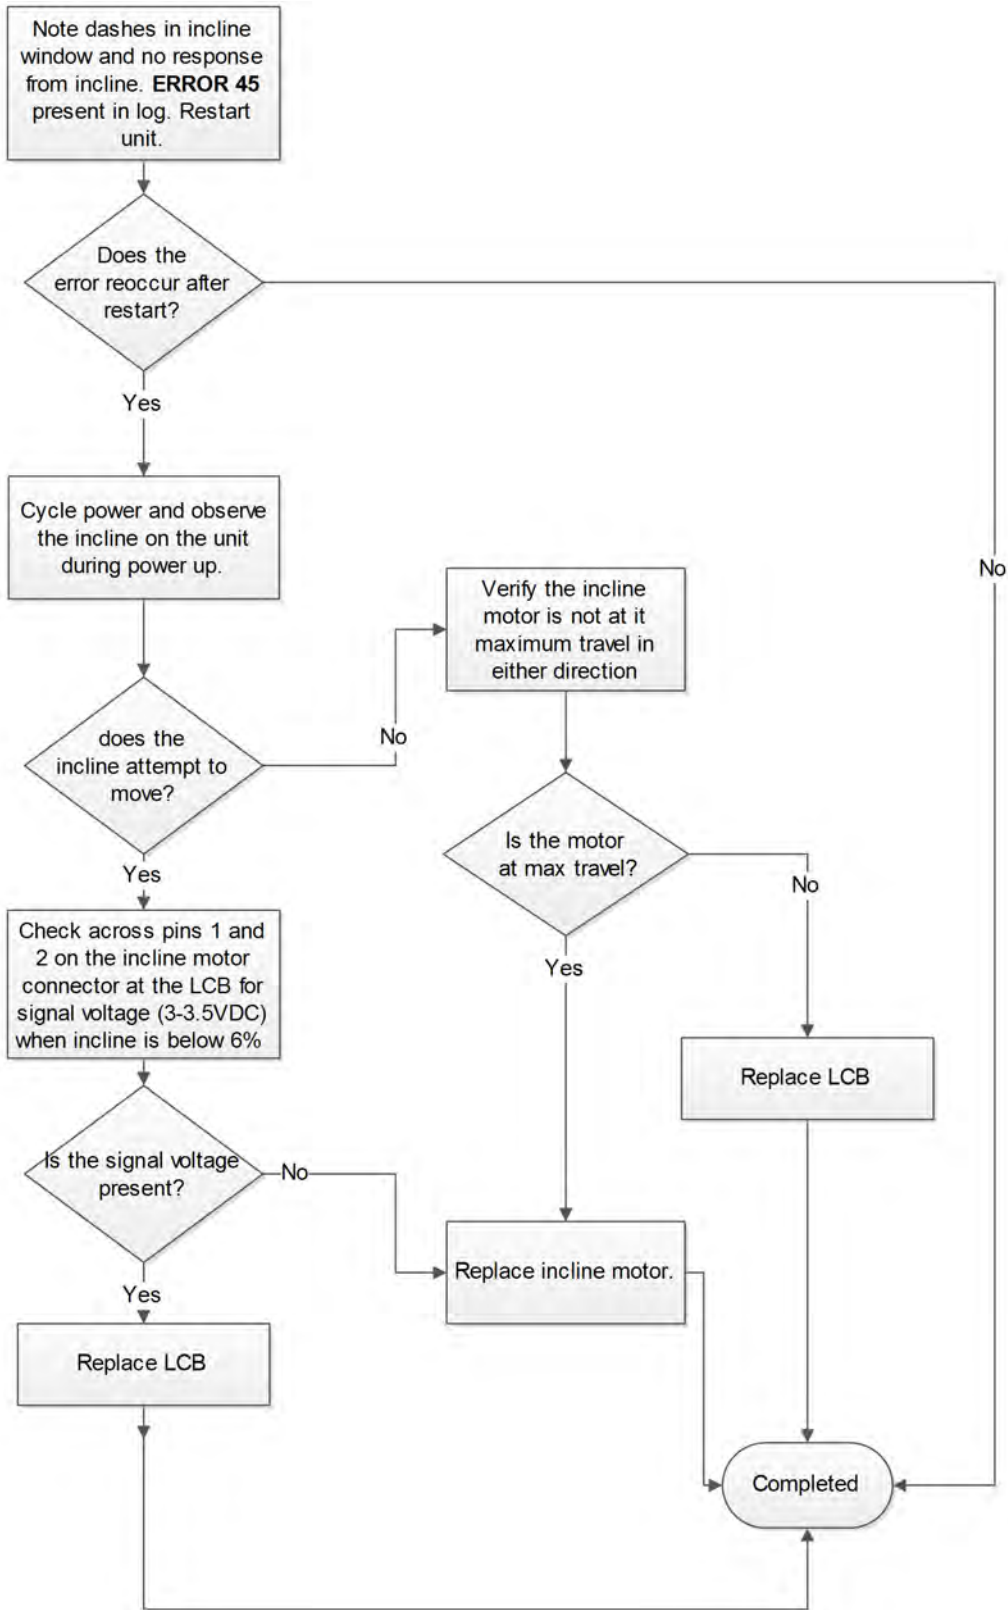 Note dashes in incline
window and no response
from incline. ERROR 45
present in log. Restart
unit.
Does the
error reoccur after
restart?
Yes
No
Cycle power and observe
the incline on the unit
during power up.
does the
incline attempt to
move?
No
Yes
Verify the incline
motor is not at it
maximum travel in
either direction
Is the motor
at max travel?
No
Yes
Check across pins 1 and
2 on the incline motor
connector at the LCB for
signal voltage (3-3.5VDC)
when incline is below 6%
Is the signal voltage
present?
No
Yes
Replace LCB
Replace incline motor.
Replace LCB
Completed